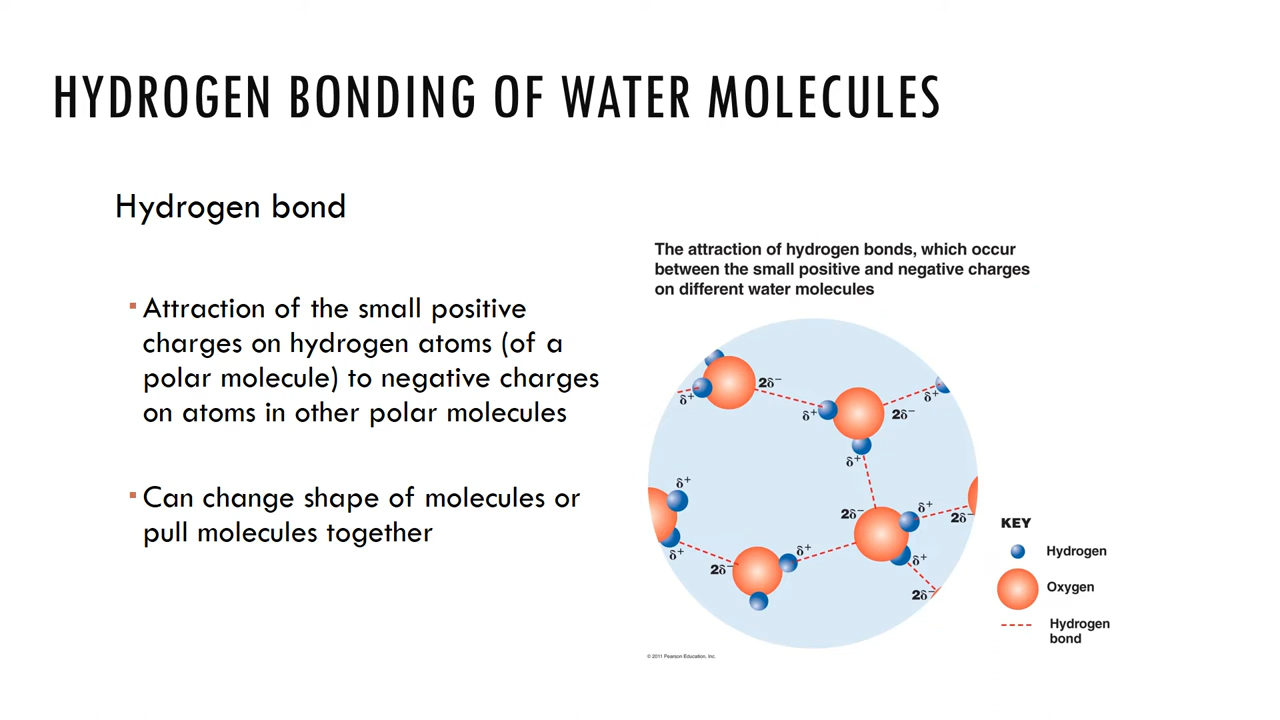 HYDROGEN BONDING OF WATER MOLECULES
Hydrogen bond
▪ Attraction of the small positive
charges on hydrogen atoms (of a
polar molecule) to negative charges
on atoms in other polar molecules
▪ Can change shape of molecules or
pull molecules together
The attraction of hydrogen bonds, which occur
between the small positive and negative charges
on different water molecules
2δ⁻
δ⁺
δ⁺
2δ⁻
δ⁺
δ⁺
δ⁺
2δ⁻
δ⁺
2δ⁻
δ⁺
δ⁺
δ⁺
2δ⁻
2δ⁻
KEY
Hydrogen
Oxygen
Hydrogen
bond
© 2011 Pearson Education, Inc.